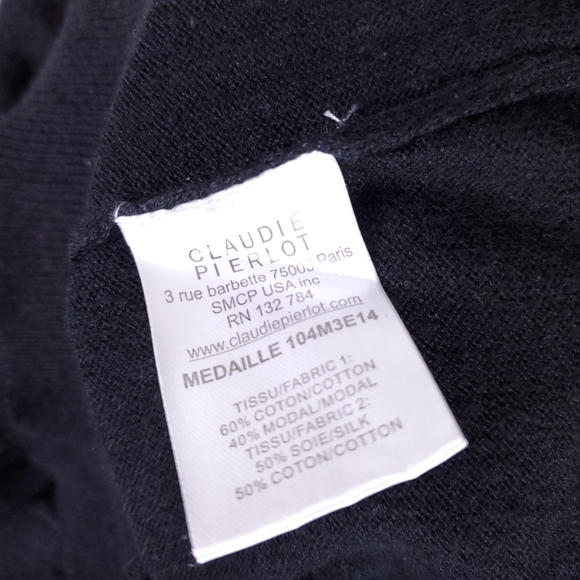 CLAUDIE
PIERLOT
3 rue barbette 75003 Paris
SMCP USA Inc
RN 132 784
www.claudiepierlot.com
MEDAILLE 104M3E14
TISSU/FABRIC 1:
60% COTON/COTTON
40% MODAL/MODAL
TISSU/FABRIC 2:
50% SOIE/SILK
50% COTON/COTTON